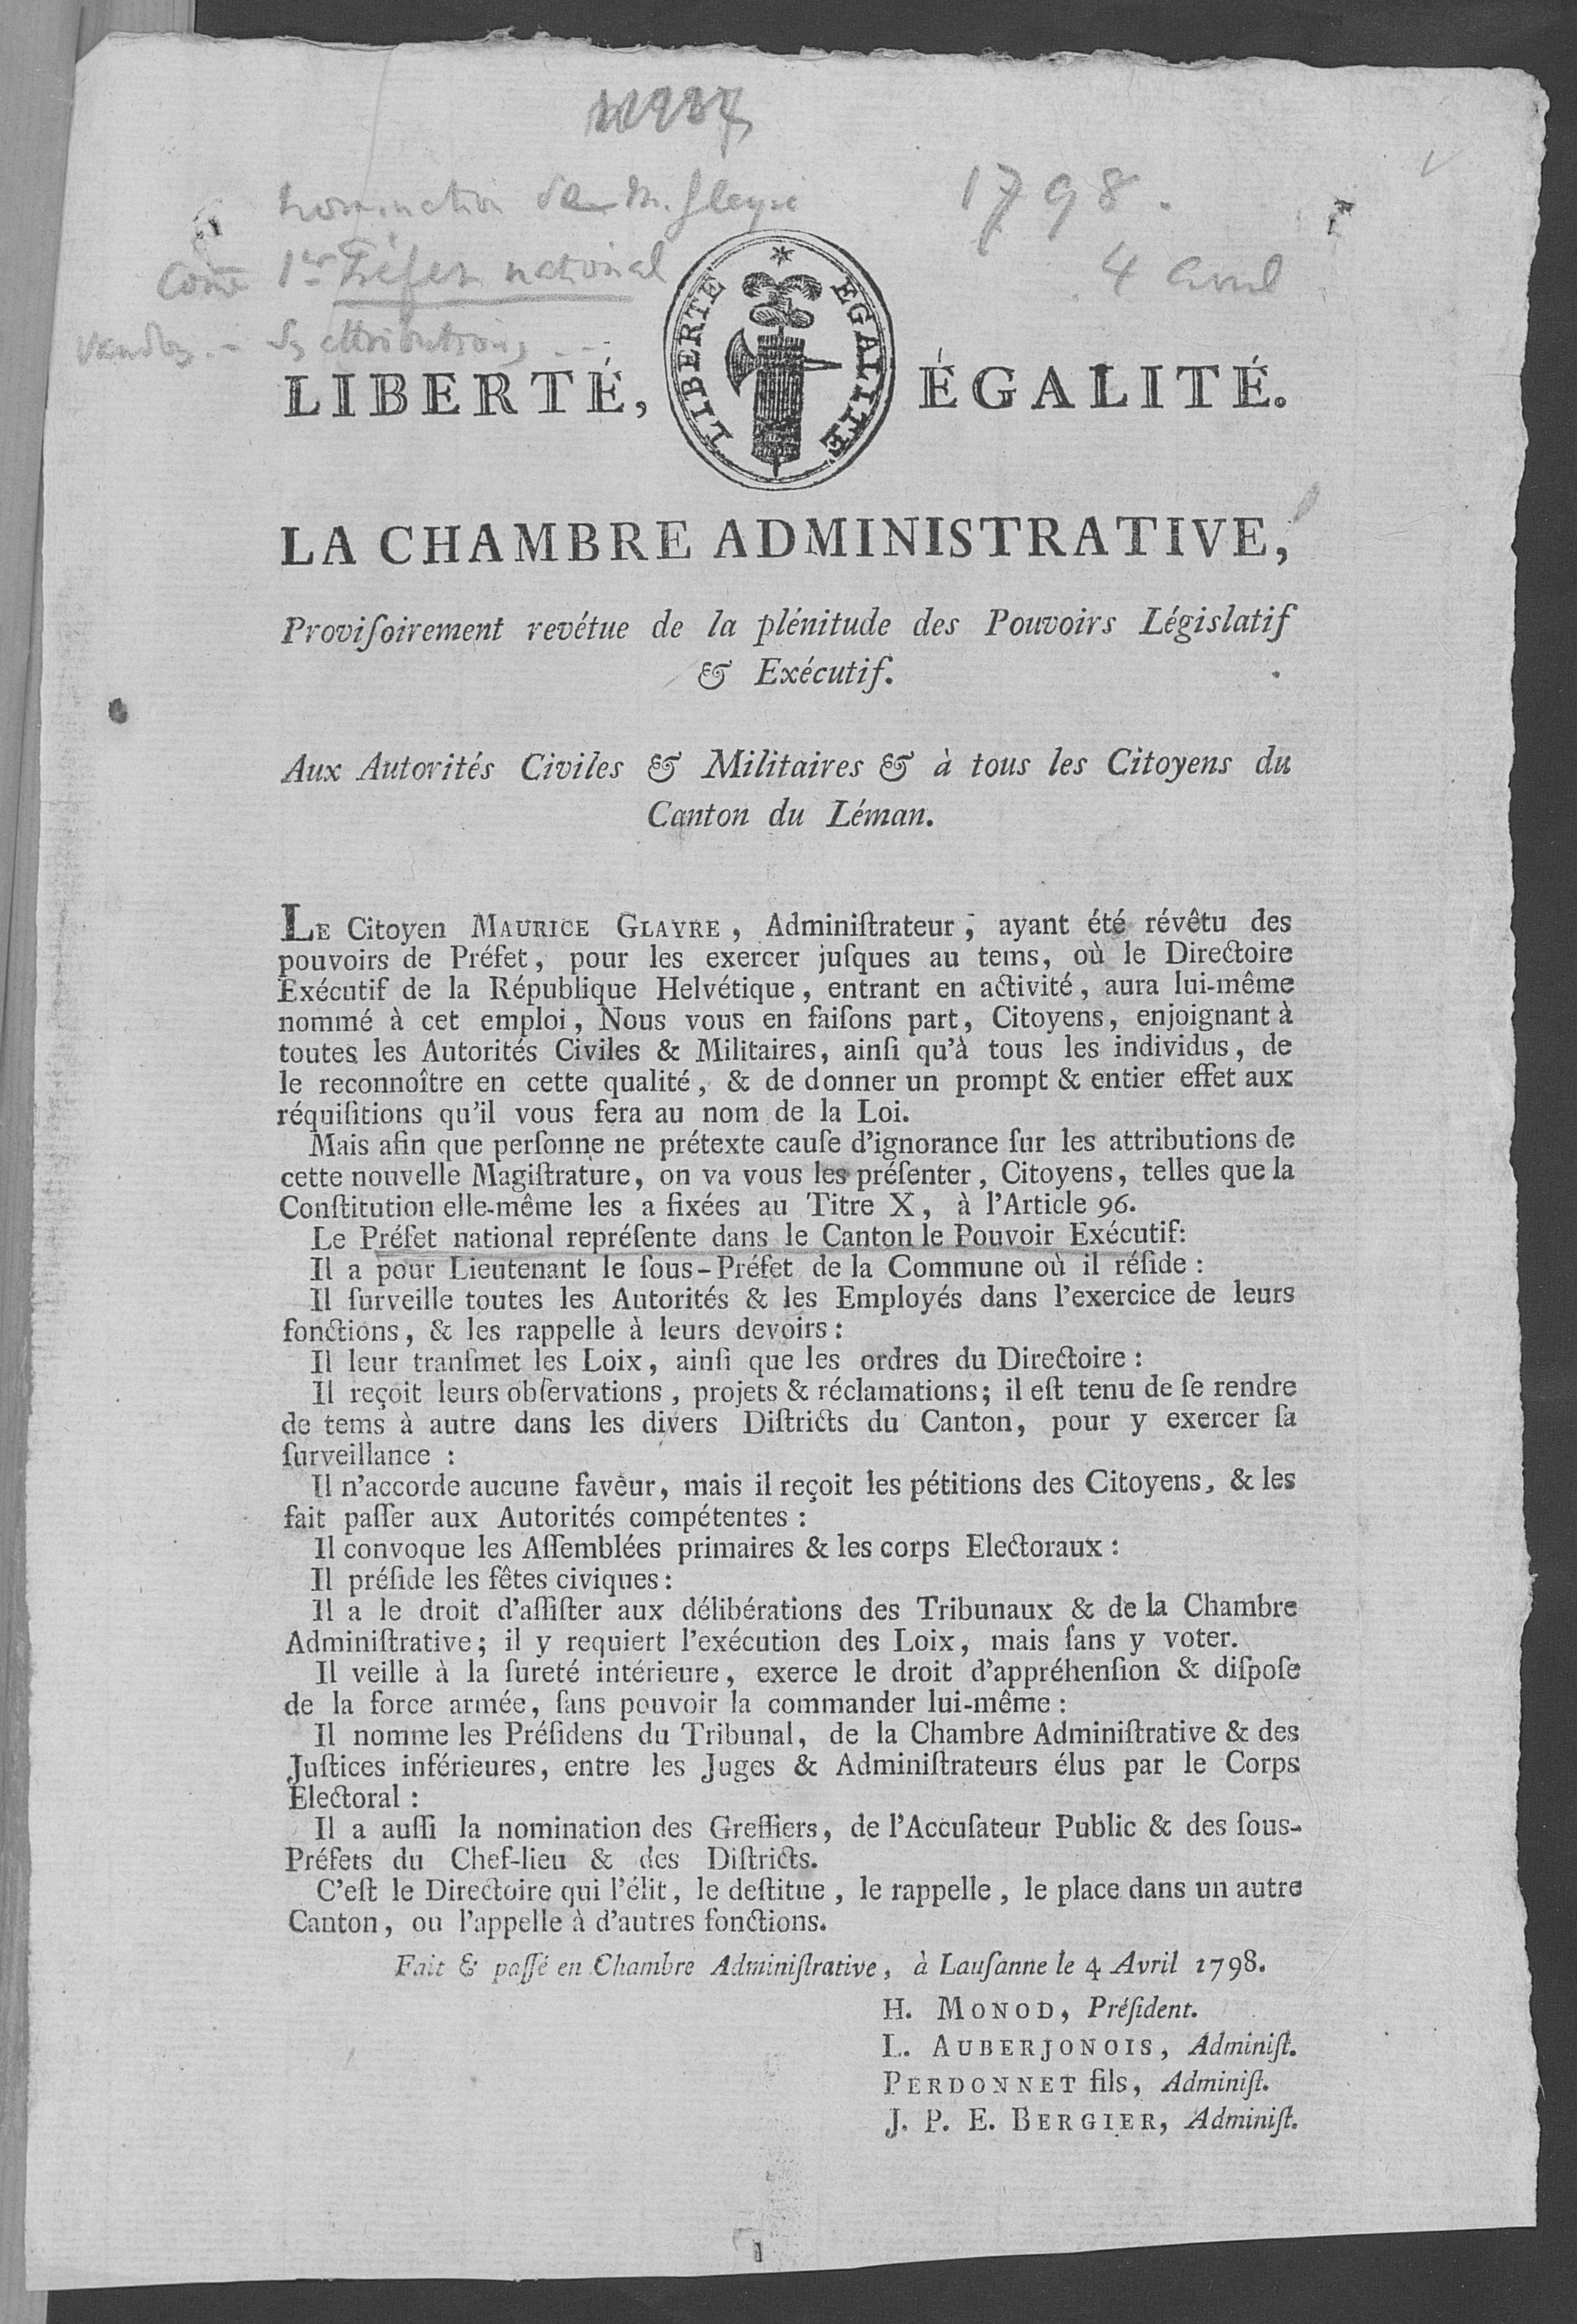 1798.
4 avril
1er Préfet national
LIBERTÉ, ÉGALITÉ.
LIBERTE EGALITE
LA CHAMBRE ADMINISTRATIVE,
Proviſoirement revétue de la plénitude des Pouvoirs Législatif
& Exécutif.
Aux Autorités Civiles & Militaires & à tous les Citoyens du
Canton du Léman.
LE Citoyen MAURICE GLAYRE, Adminiſtrateur, ayant été révêtu des
pouvoirs de Préfet, pour les exercer juſques au tems, où le Directoire
Exécutif de la République Helvétique, entrant en activité, aura lui-même
nommé à cet emploi, Nous vous en faiſons part, Citoyens, enjoignant à
toutes les Autorités Civiles & Militaires, ainſi qu'à tous les individus, de
le reconnoître en cette qualité, & de donner un prompt & entier effet aux
réquiſitions qu'il vous fera au nom de la Loi.
Mais afin que perſonne ne prétexte cauſe d'ignorance ſur les attributions de
cette nouvelle Magiſtrature, on va vous les préſenter, Citoyens, telles que la
Conſtitution elle-même les a fixées au Titre X, à l'Article 96.
Le Préfet national repréſente dans le Canton le Pouvoir Exécutif:
Il a pour Lieutenant le ſous-Préfet de la Commune où il réſide :
Il ſurveille toutes les Autorités & les Employés dans l'exercice de leurs
fonctions, & les rappelle à leurs devoirs :
Il leur tranſmet les Loix, ainſi que les ordres du Directoire :
Il reçoit leurs obſervations, projets & réclamations; il eſt tenu de ſe rendre
de tems à autre dans les divers Diſtricts du Canton, pour y exercer ſa
ſurveillance :
Il n'accorde aucune faveur, mais il reçoit les pétitions des Citoyens, & les
fait paſſer aux Autorités compétentes :
Il convoque les Aſſemblées primaires & les corps Electoraux :
Il préſide les fêtes civiques :
Il a le droit d'aſſiſter aux délibérations des Tribunaux & de la Chambre
Adminiſtrative; il y requiert l'exécution des Loix, mais ſans y voter.
Il veille à la ſureté intérieure, exerce le droit d'appréhenſion & diſpoſe
de la force armée, ſans pouvoir la commander lui-même :
Il nomme les Préſidens du Tribunal, de la Chambre Adminiſtrative & des
Juſtices inférieures, entre les Juges & Adminiſtrateurs élus par le Corps
Electoral :
Il a auſſi la nomination des Greffiers, de l'Accuſateur Public & des ſous-
Préfets du Chef-lieu & des Diſtricts.
C'eſt le Directoire qui l'élit, le deſtitue, le rappelle, le place dans un autre
Canton, ou l'appelle à d'autres fonctions.
Fait & paſſé en Chambre Adminiſtrative, à Lauſanne le 4 Avril 1798.
H. MONOD, Préſident.
L. AUBERJONOIS, Adminiſt.
PERDONNET fils, Adminiſt.
J. P. E. BERGIER, Adminiſt.